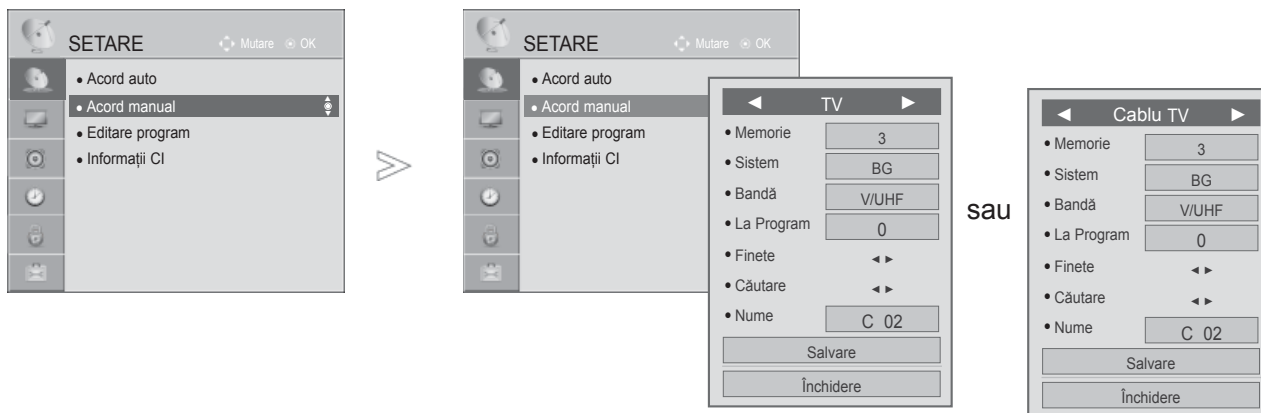 SETARE Mutare OK
Acord auto
Acord manual
Editare program
Informații CI
SETARE Mutare OK
Acord auto
Acord manual
Editare program
Informații CI
TV
Memorie 3
Sistem BG
Bandă V/UHF
La Program 0
Finete
Căutare
Nume C 02
Salvare
Închidere
sau
Cablu TV
Memorie 3
Sistem BG
Bandă V/UHF
La Program 0
Finete
Căutare
Nume C 02
Salvare
Închidere